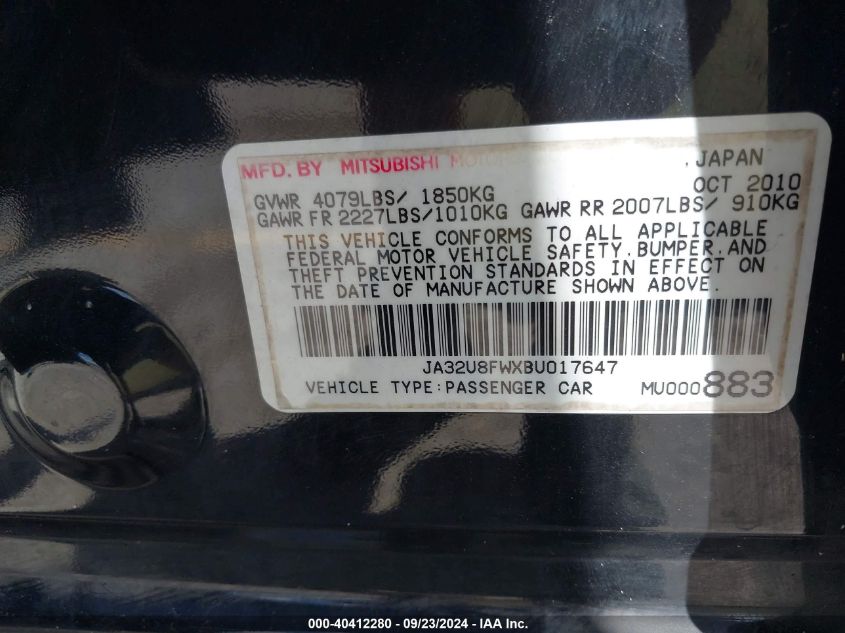 MFD. BY MITSUBISHI JAPAN
GVWR 4079LBS/ 1850KG OCT 2010
GAWR FR 2227LBS/1010KG GAWR RR 2007LBS/ 910KG
THIS VEHICLE CONFORMS TO ALL APPLICABLE
FEDERAL MOTOR VEHICLE SAFETY, BUMPER, AND
THEFT PREVENTION STANDARDS IN EFFECT ON
THE DATE OF MANUFACTURE SHOWN ABOVE.
JA32U8FWXBU017647
VEHICLE TYPE:PASSENGER CAR MU000883
000-40412280 - 09/23/2024 - IAA Inc.